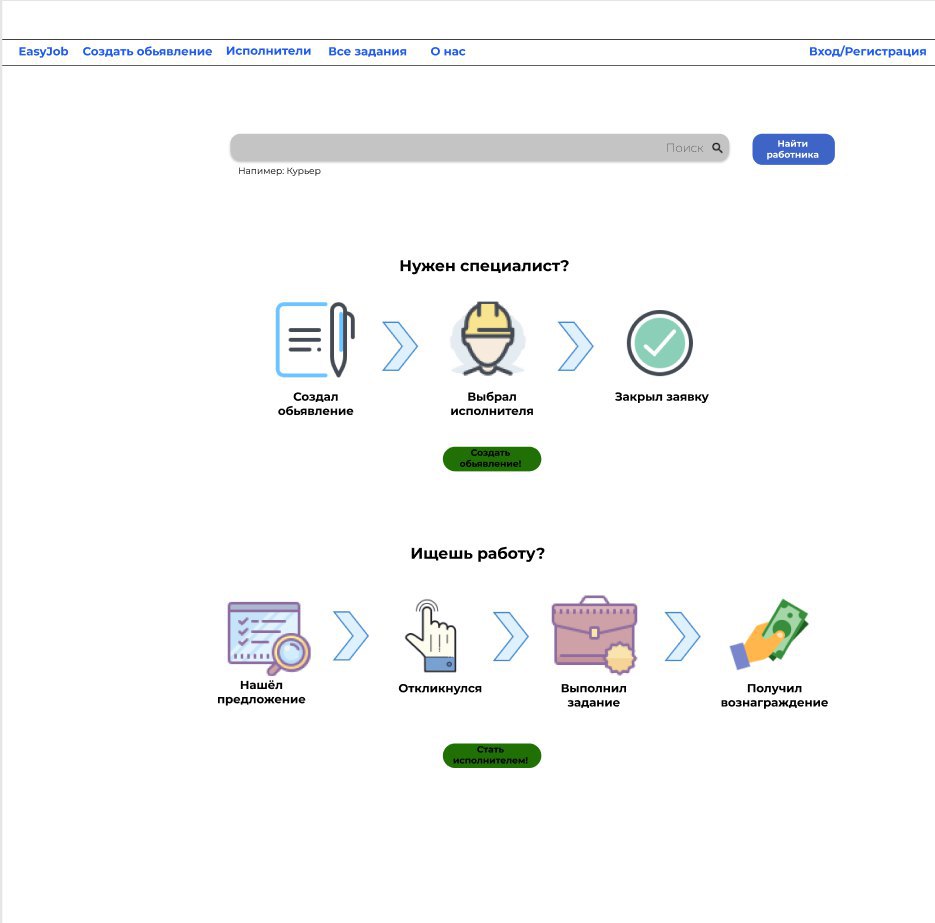 EasyJob Создать обьявление Исполнители Все задания О нас Вход/Регистрация
Поиск
Найти
работника
Напимер: Курьер
Нужен специалист?
Создал
обьявление
Выбрал
исполнителя
Закрыл заявку
Создать
обьявление!
Ищешь работу?
Нашёл
предложение
Откликнулся
Выполнил
задание
Получил
вознаграждение
Стать
исполнителем!